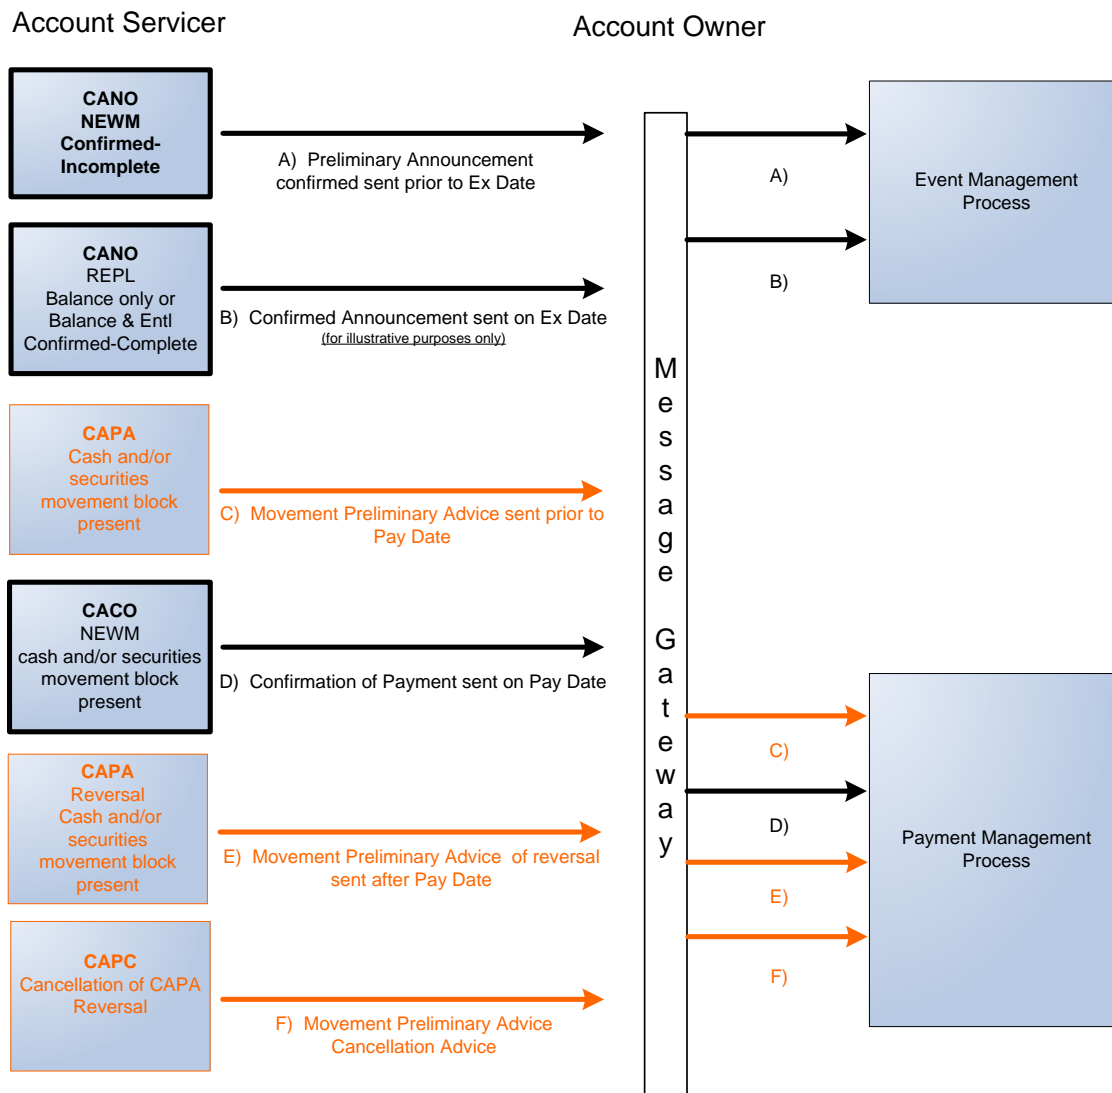 Account Servicer
Account Owner
CANO
NEWM
Confirmed-
Incomplete
A)  Preliminary Announcement
confirmed sent prior to Ex Date
A)
Event Management
Process
CANO
REPL
Balance only or
Balance & Entl
Confirmed-Complete
B)  Confirmed Announcement sent on Ex Date
(for illustrative purposes only)
B)
Message Gateway
CAPA
Cash and/or
securities
movement block
present
C)  Movement Preliminary Advice sent prior to
Pay Date
CACO
NEWM
cash and/or securities
movement block
present
D)  Confirmation of Payment sent on Pay Date
C)
D)
E)
F)
Payment Management
Process
CAPA
Reversal
Cash and/or
securities
movement block
present
E)  Movement Preliminary Advice  of reversal
sent after Pay Date
CAPC
Cancellation of CAPA
Reversal
F)  Movement Preliminary Advice
Cancellation Advice